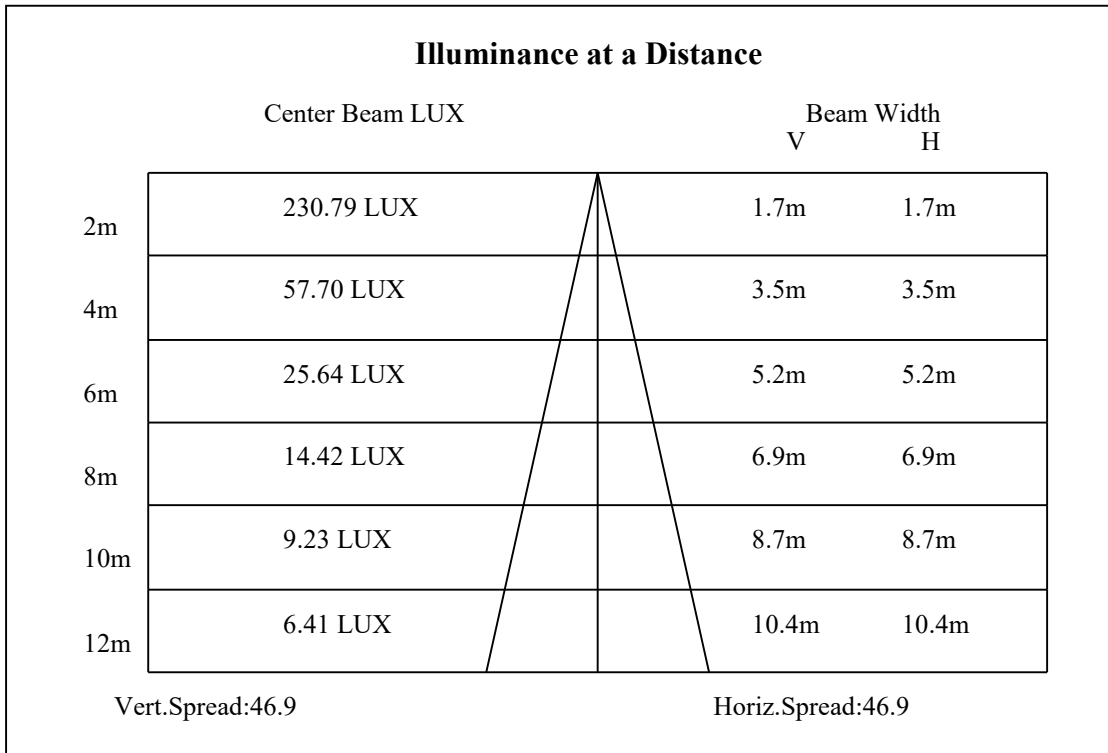 Illuminance at a Distance
Center Beam LUX Beam Width
V H
230.79 LUX 1.7m 1.7m
2m
57.70 LUX 3.5m 3.5m
4m
25.64 LUX 5.2m 5.2m
6m
14.42 LUX 6.9m 6.9m
8m
9.23 LUX 8.7m 8.7m
10m
6.41 LUX 10.4m 10.4m
12m
Vert.Spread:46.9 Horiz.Spread:46.9